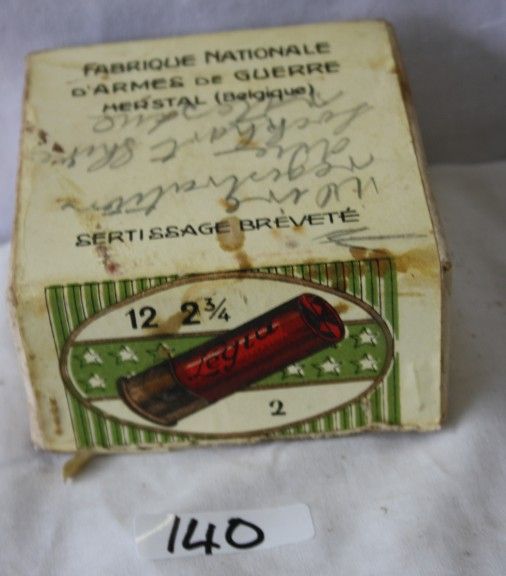 FABRIQUE NATIONALE
D'ARMES DE GUERRE
HERSTAL (Belgique)
SERTISSAGE BREVETÉ
12 2¾
Legia
2
140